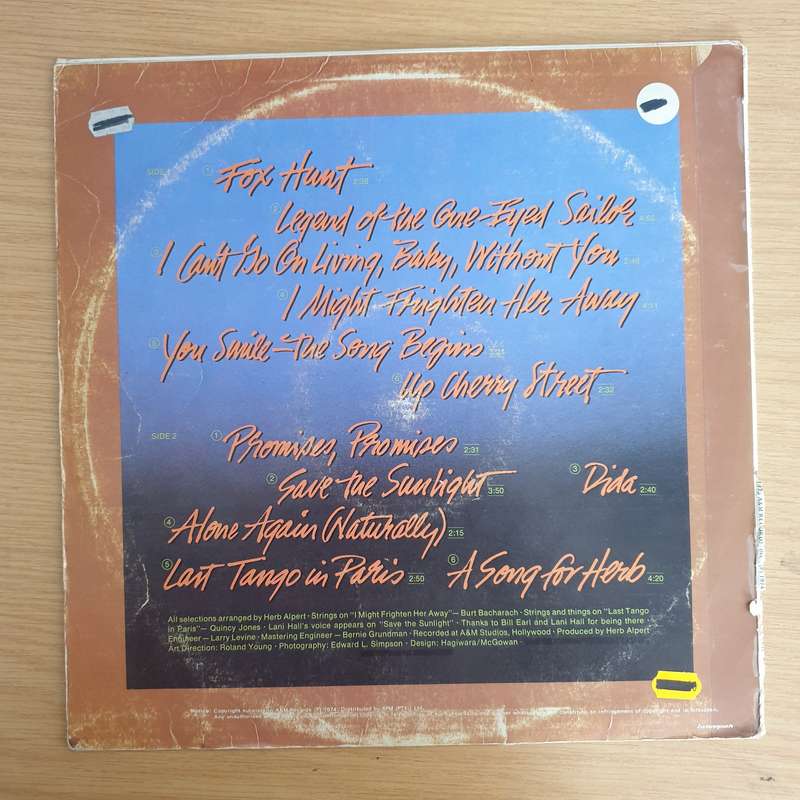 SIDE 1 ① Fox Hunt
② Legend of the One-Eyed Sailor
③ I Can't Go On Living, Baby, Without You
④ I Might Frighten Her Away
⑤ You Smile-the Song Begins
⑥ Up Cherry Street 2:32
SIDE 2 ① Promises, Promises 2:31
② Save the Sunlight 3:50 ③ Dida 2:40
④ Alone Again (Naturally) 2:15
⑤ Last Tango in Paris 2:50 ⑥ A Song for Herb 4:20
All selections arranged by Herb Alpert · Strings on "I Might Frighten Her Away"— Burt Bacharach · Strings and things on "Last Tango
in Paris"— Quincy Jones · Lani Hall's voice appears on "Save the Sunlight" · Thanks to Bill Earl and Lani Hall for being there ·
Engineer— Larry Levine · Mastering Engineer— Bernie Grundman · Recorded at A&M Studios, Hollywood · Produced by Herb Alpert
Art Direction: Roland Young · Photography: Edward L. Simpson · Design: Hagiwara/McGowan